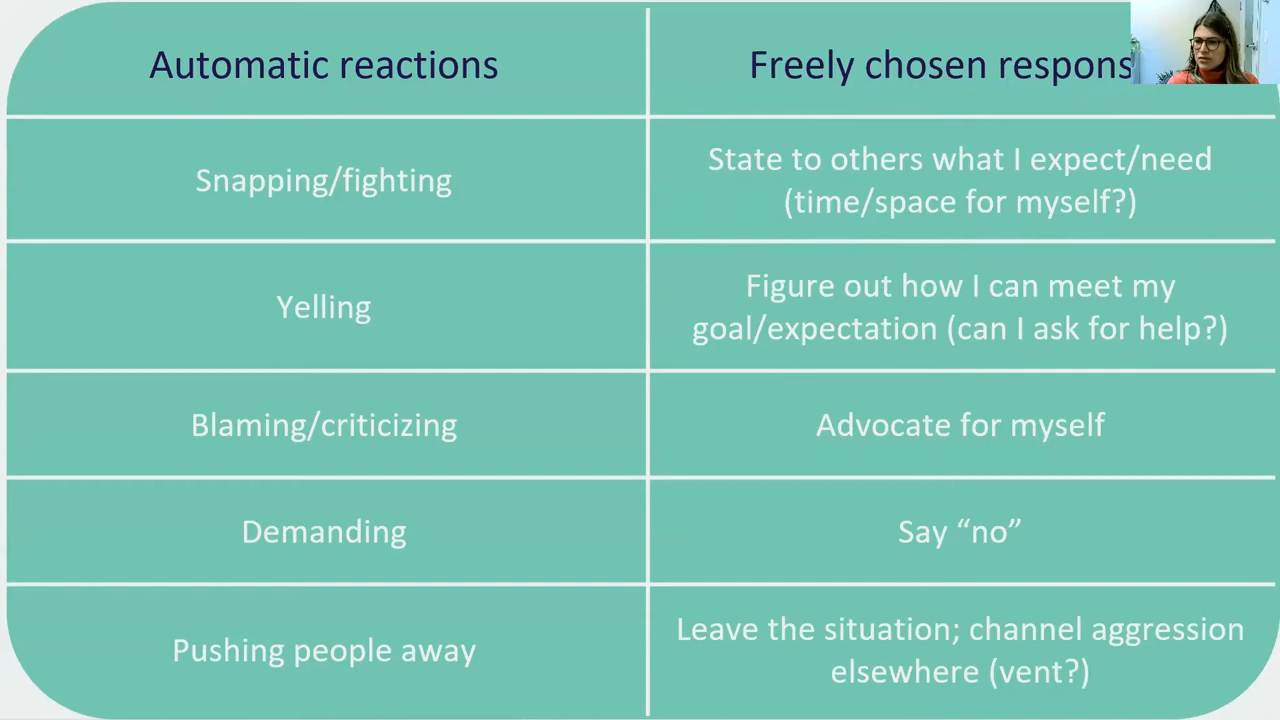 Automatic reactions
Freely chosen respons
Snapping/fighting
State to others what I expect/need
(time/space for myself?)
Yelling
Figure out how I can meet my
goal/expectation (can I ask for help?)
Blaming/criticizing
Advocate for myself
Demanding
Say “no”
Pushing people away
Leave the situation; channel aggression
elsewhere (vent?)